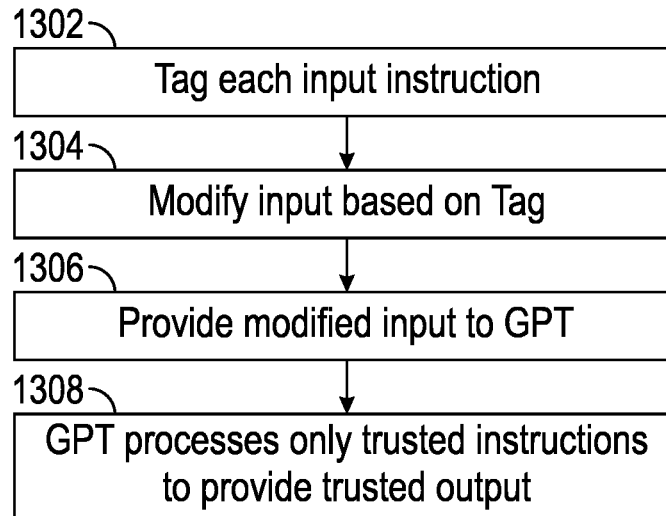 1302
Tag each input instruction
1304
Modify input based on Tag
1306
Provide modified input to GPT
1308
GPT processes only trusted instructions
to provide trusted output